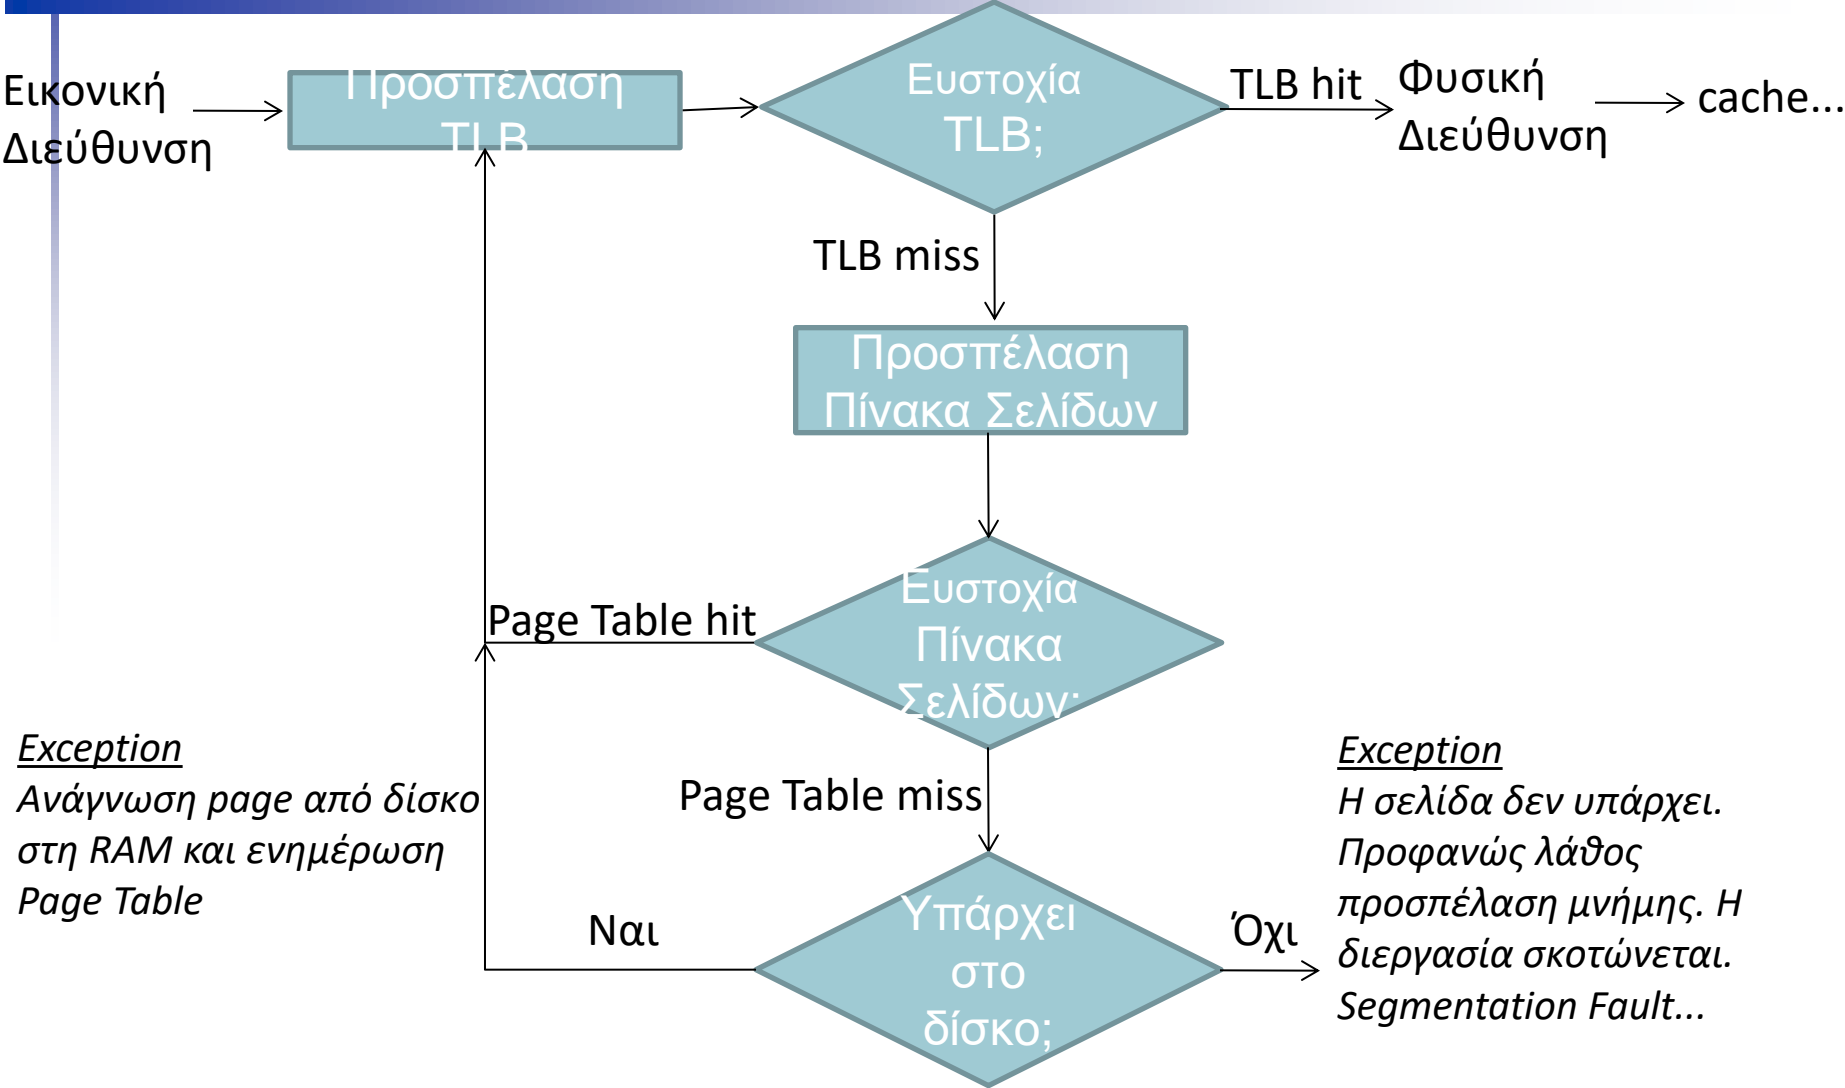 Εικονική
Διεύθυνση
Προσπέλαση
TLB
Ευστοχία
TLB;
TLB hit
Φυσική
Διεύθυνση
cache...
TLB miss
Προσπέλαση
Πίνακα Σελίδων
Page Table hit
Ευστοχία
Πίνακα
Σελίδων;
Exception
Ανάγνωση page από δίσκο
στη RAM και ενημέρωση
Page Table
Page Table miss
Ναι
Υπάρχει
στο
δίσκο;
Όχι
Exception
Η σελίδα δεν υπάρχει.
Προφανώς λάθος
προσπέλαση μνήμης. Η
διεργασία σκοτώνεται.
Segmentation Fault...